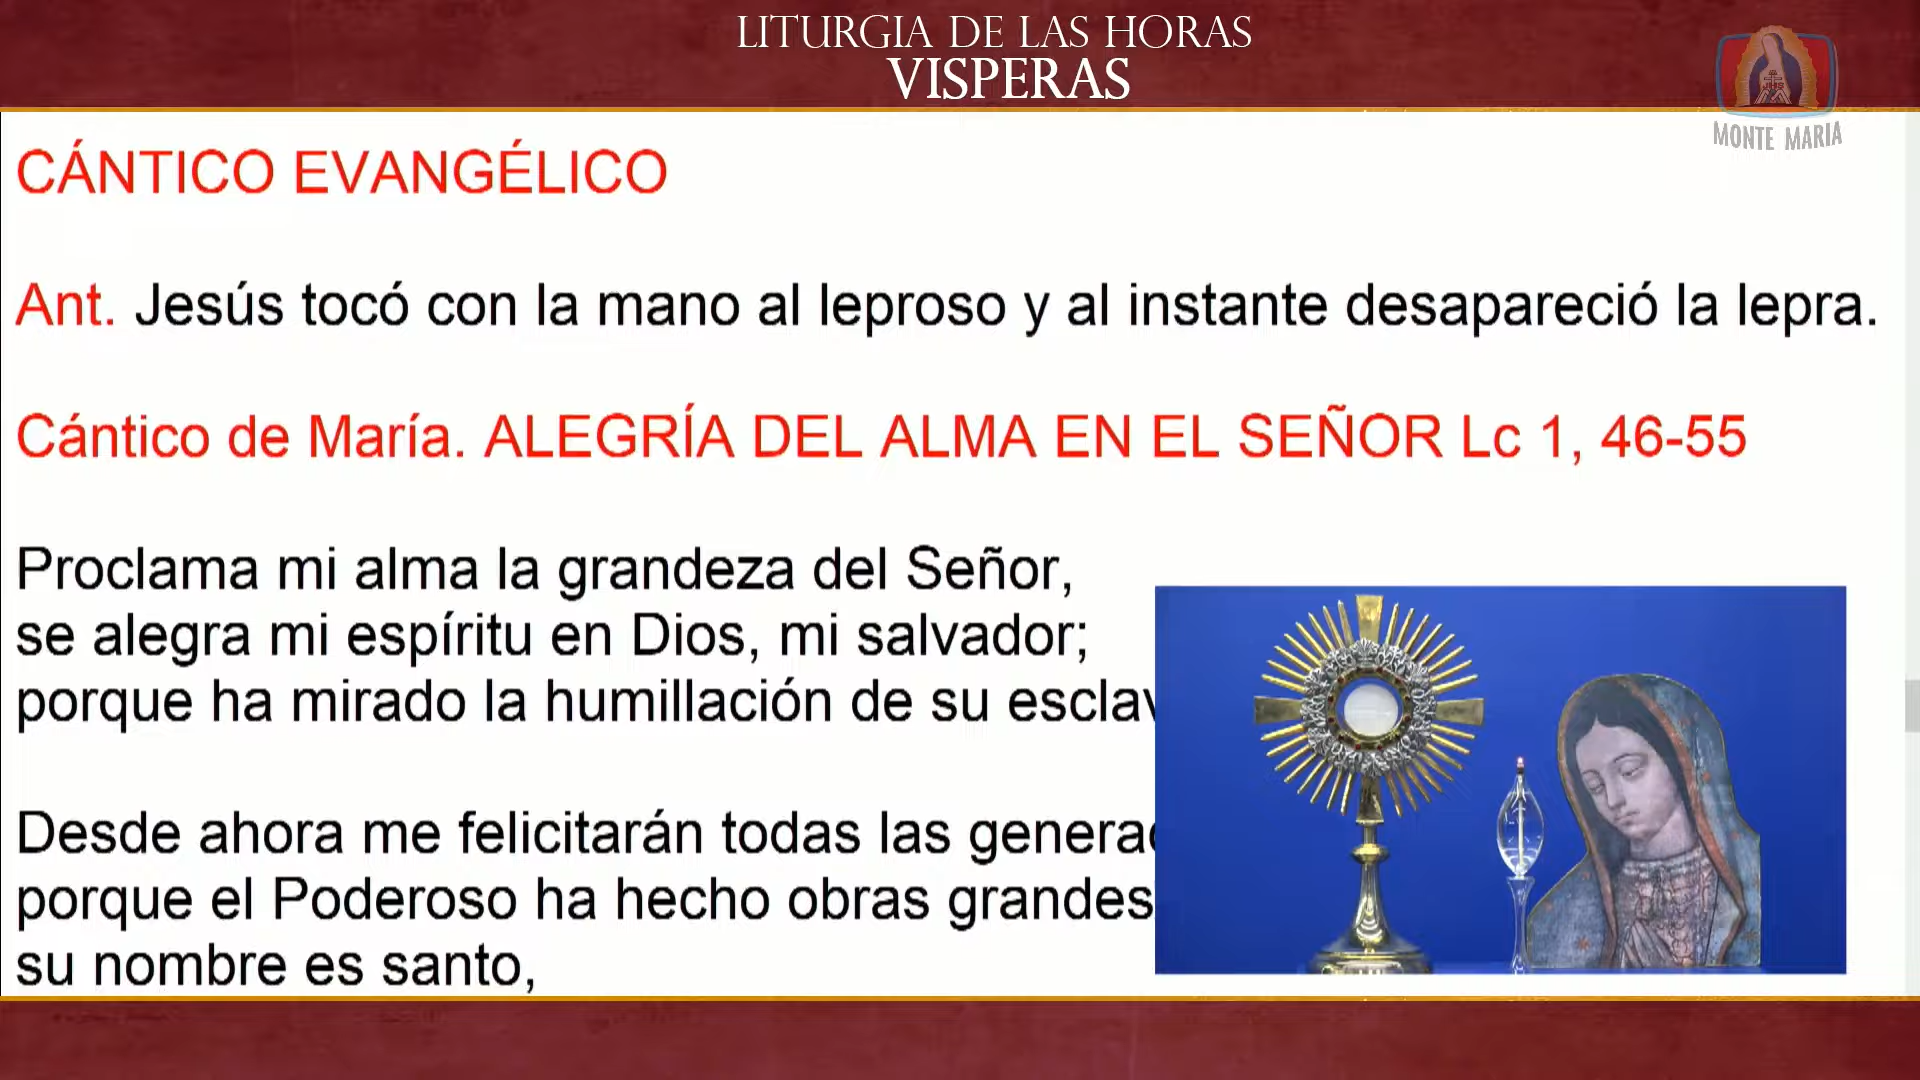 LITURGIA DE LAS HORAS
VISPERAS
MONTE MARIA
CÁNTICO EVANGÉLICO
Ant. Jesús tocó con la mano al leproso y al instante desapareció la lepra.
Cántico de María. ALEGRÍA DEL ALMA EN EL SEÑOR Lc 1, 46-55
Proclama mi alma la grandeza del Señor,
se alegra mi espíritu en Dios, mi salvador;
porque ha mirado la humillación de su
Desde ahora me felicitarán todas las
porque el Poderoso ha hecho obras grandes
su nombre es santo,